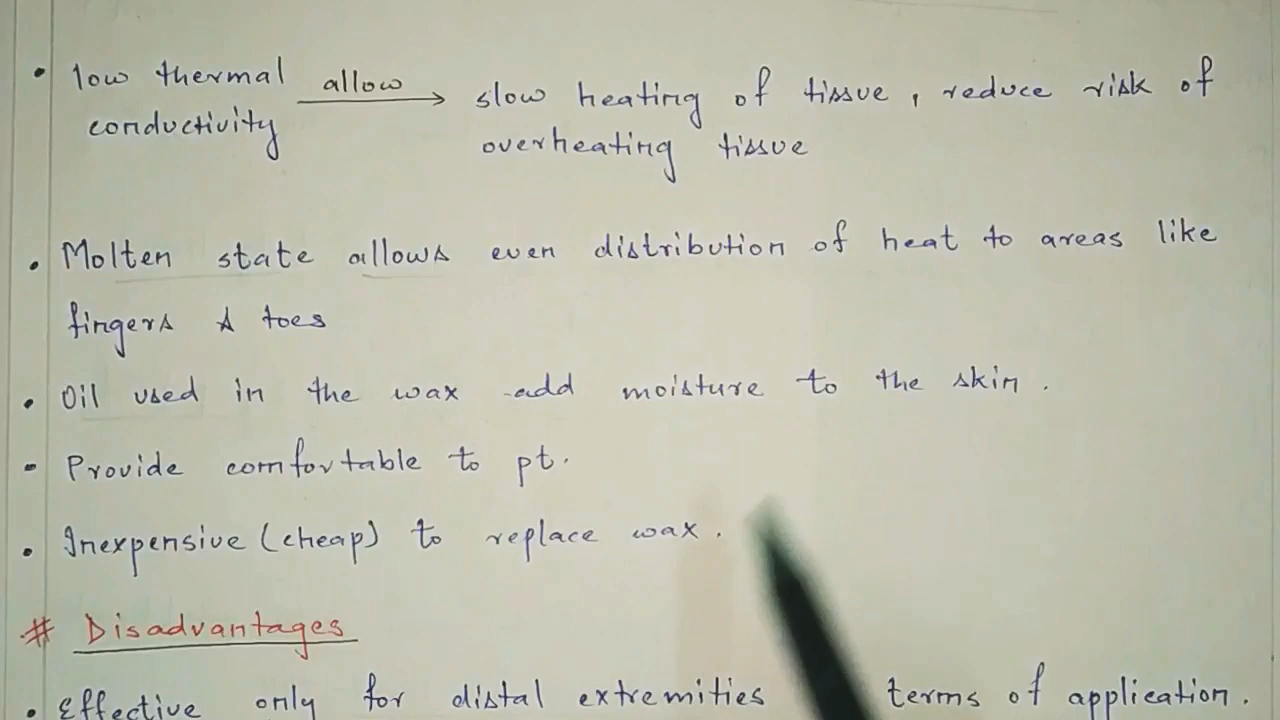 • low thermal allow → slow heating of tissue, reduce risk of
conductivity overheating tissue
• Molten state allows even distribution of heat to areas like
fingers & toes
• Oil used in the wax add moisture to the skin.
- Provide comfortable to pt.
• Inexpensive (cheap) to replace wax.
# Disadvantages
• Effective only for distal extremities terms of application.